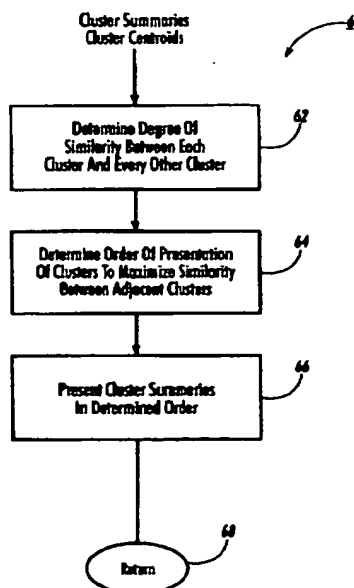 Cluster Summaries
Cluster Centroids
6
Determine Degree Of
Similarity Between Each
Cluster And Every Other Cluster
62
Determine Order Of Presentation
Of Clusters To Maximize Similarity
Between Adjacent Clusters
64
Present Cluster Summaries
In Determined Order
66
Return
68